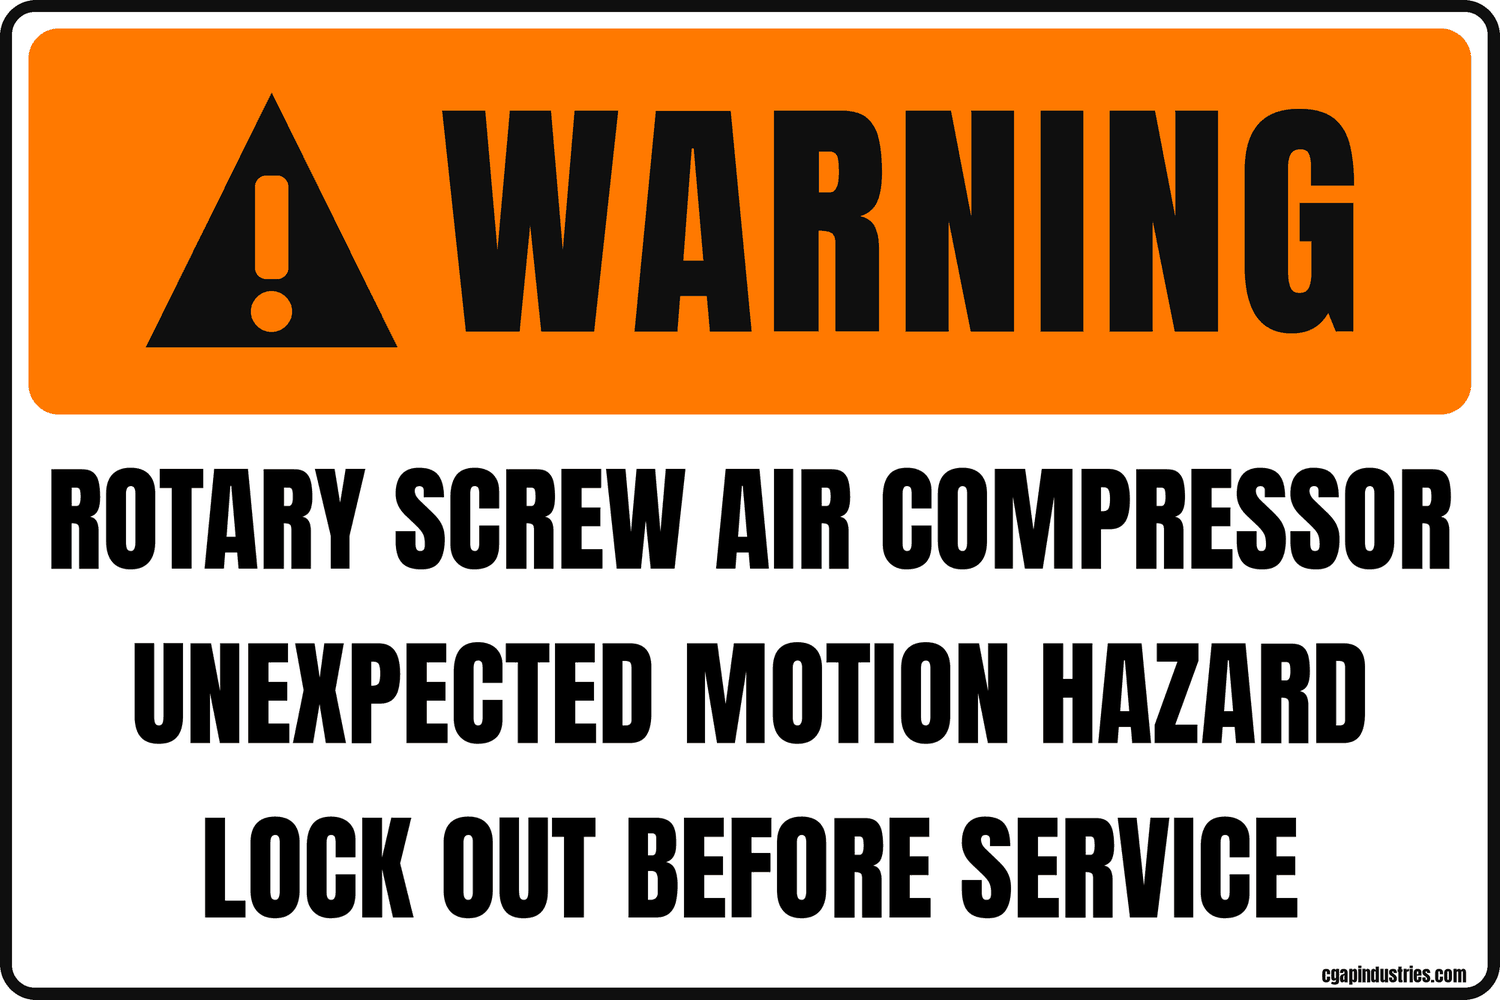 WARNING
ROTARY SCREW AIR COMPRESSOR
UNEXPECTED MOTION HAZARD
LOCK OUT BEFORE SERVICE
cgapindustries.com